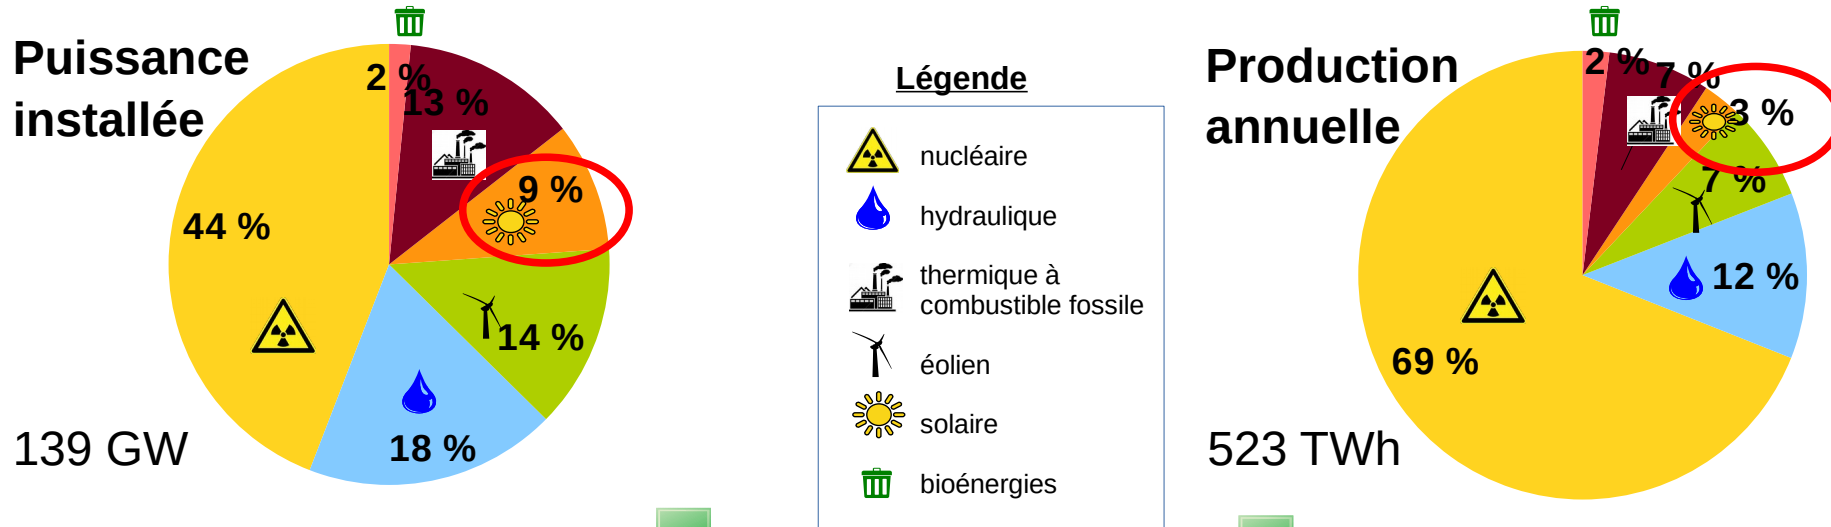 Puissance
installée
2 %
13 %
9 %
44 %
14 %
18 %
139 GW
Légende
nucléaire
hydraulique
thermique à
combustible fossile
éolien
solaire
bioénergies
Production
annuelle
2 %
7 %
3 %
7 %
12 %
69 %
523 TWh